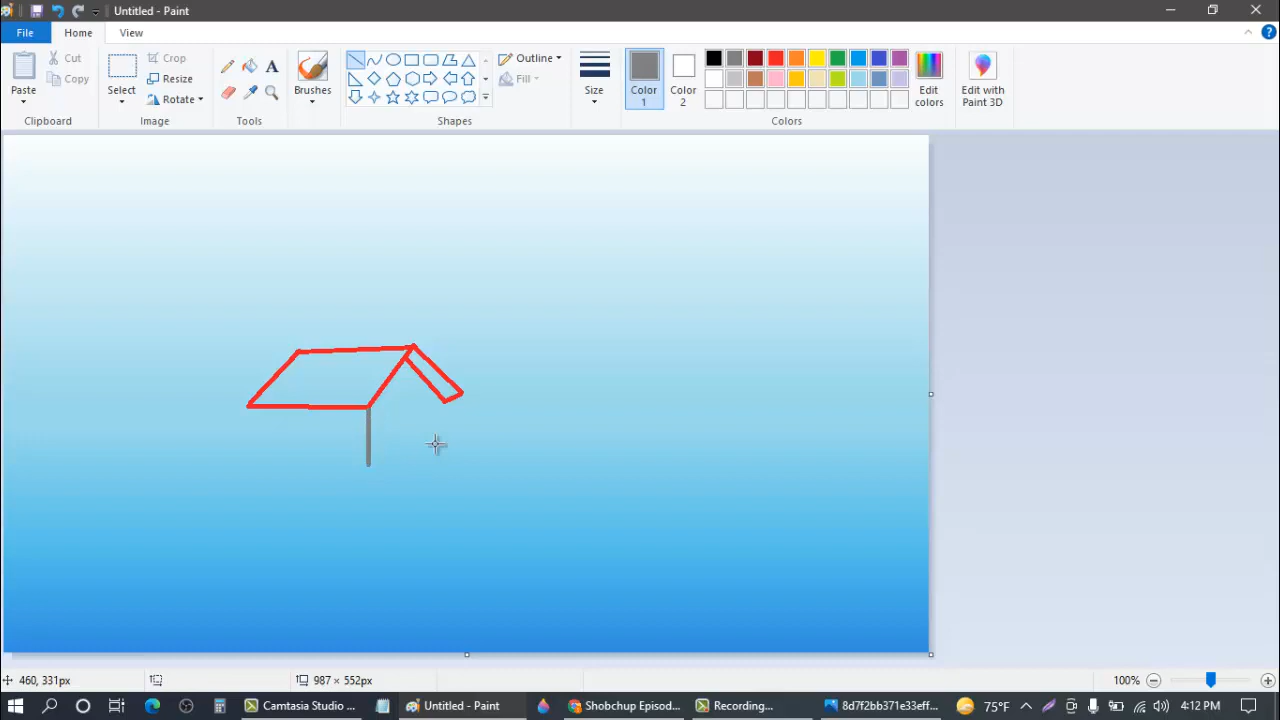 Untitled - Paint
File
Home
View
Paste
Cut
Copy
Clipboard
Select
Crop
Resize
Rotate
Image
A
Tools
Brushes
Outline
Fill
Shapes
Size
Color
1
Color
2
Edit
colors
Colors
Edit with
Paint 3D
460, 331px
987 × 552px
100%
Camtasia Studio ...
Untitled - Paint
Shobchup Episod...
Recording...
8d7f2bb371e33eff...
75°F
4:12 PM